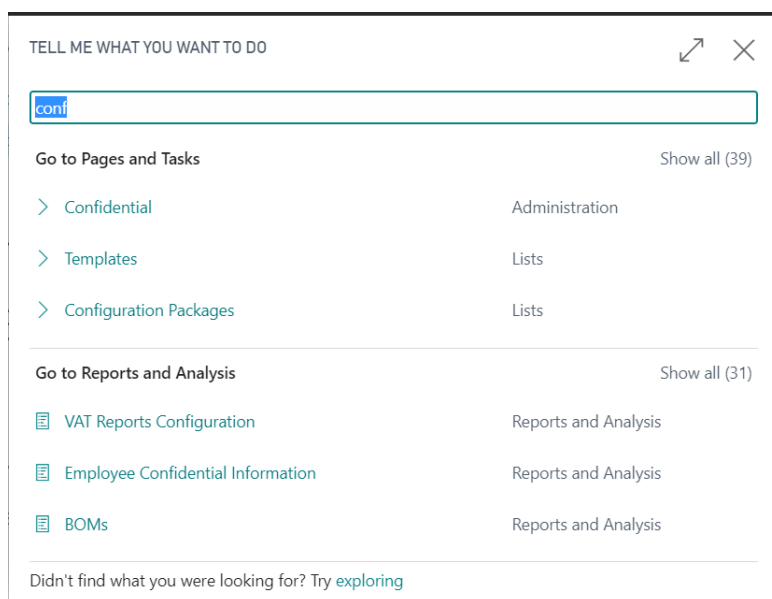 TELL ME WHAT YOU WANT TO DO
conf
Go to Pages and Tasks Show all (39)
Confidential Administration
Templates Lists
Configuration Packages Lists
Go to Reports and Analysis Show all (31)
VAT Reports Configuration Reports and Analysis
Employee Confidential Information Reports and Analysis
BOMs Reports and Analysis
Didn't find what you were looking for? Try exploring